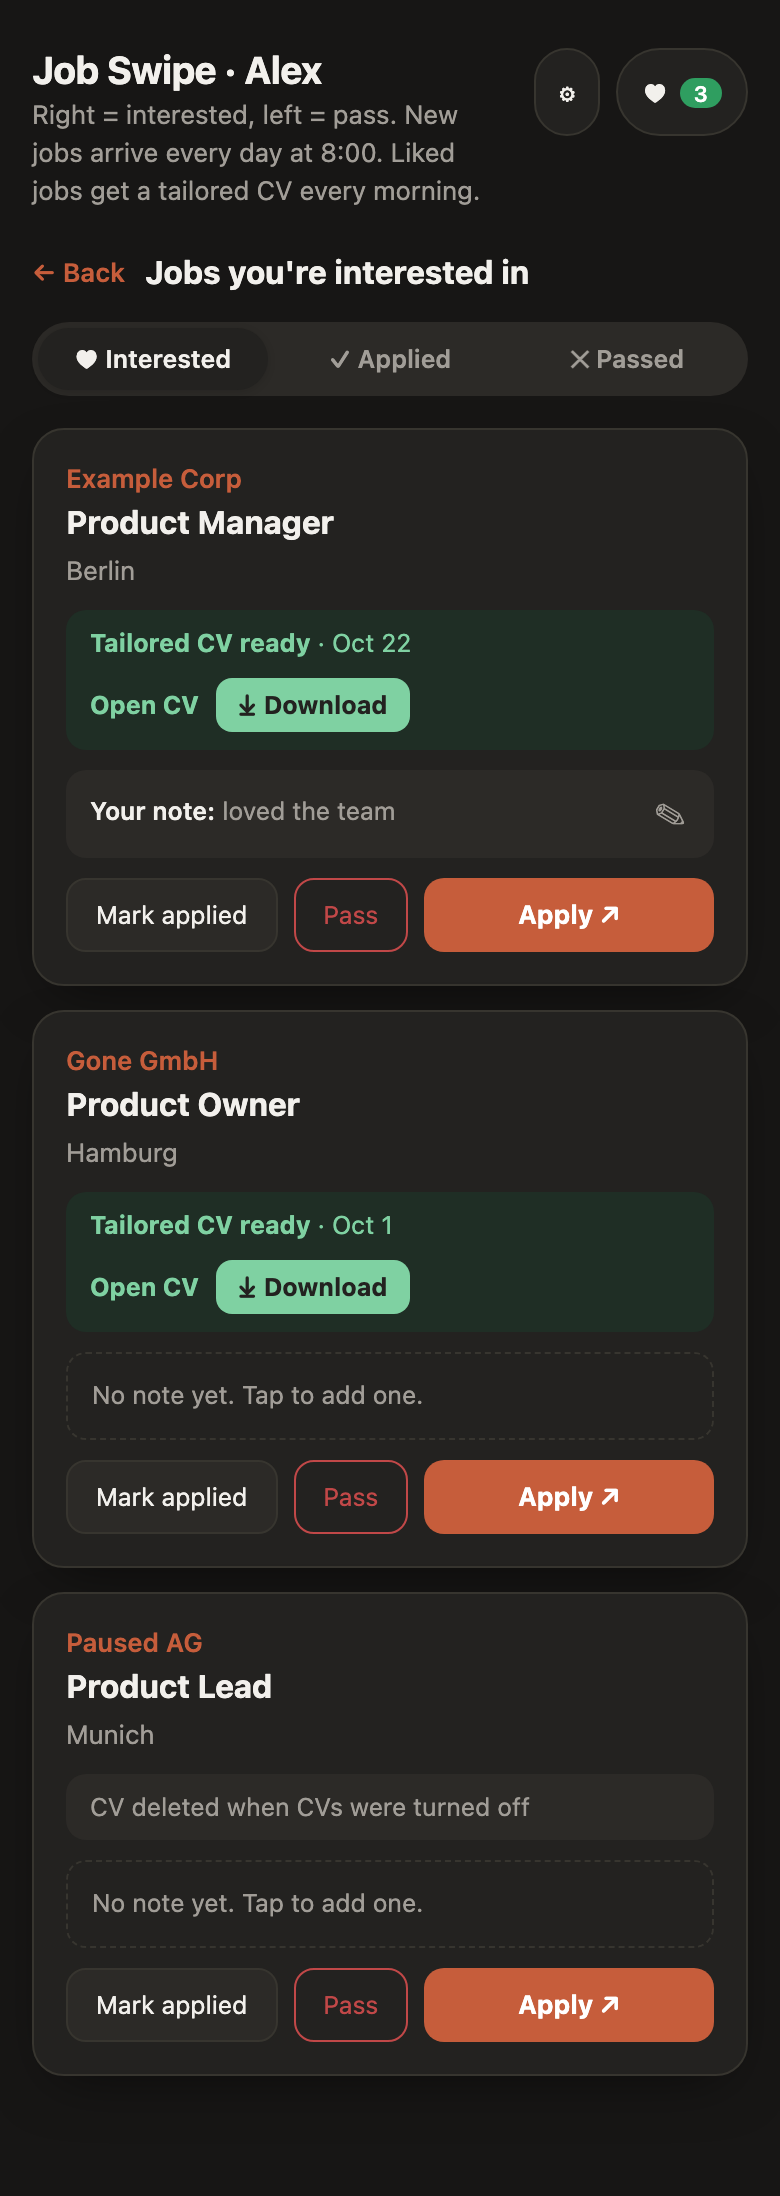 Job Swipe · Alex
Right = interested, left = pass. New
jobs arrive every day at 8:00. Liked
jobs get a tailored CV every morning.
⚙ ♥ 3
← Back Jobs you're interested in
♥ Interested ✓ Applied ✕ Passed
Example Corp
Product Manager
Berlin
Tailored CV ready · Oct 22
Open CV ↓ Download
Your note: loved the team ✎
Mark applied Pass Apply ↗
Gone GmbH
Product Owner
Hamburg
Tailored CV ready · Oct 1
Open CV ↓ Download
No note yet. Tap to add one.
Mark applied Pass Apply ↗
Paused AG
Product Lead
Munich
CV deleted when CVs were turned off
No note yet. Tap to add one.
Mark applied Pass Apply ↗